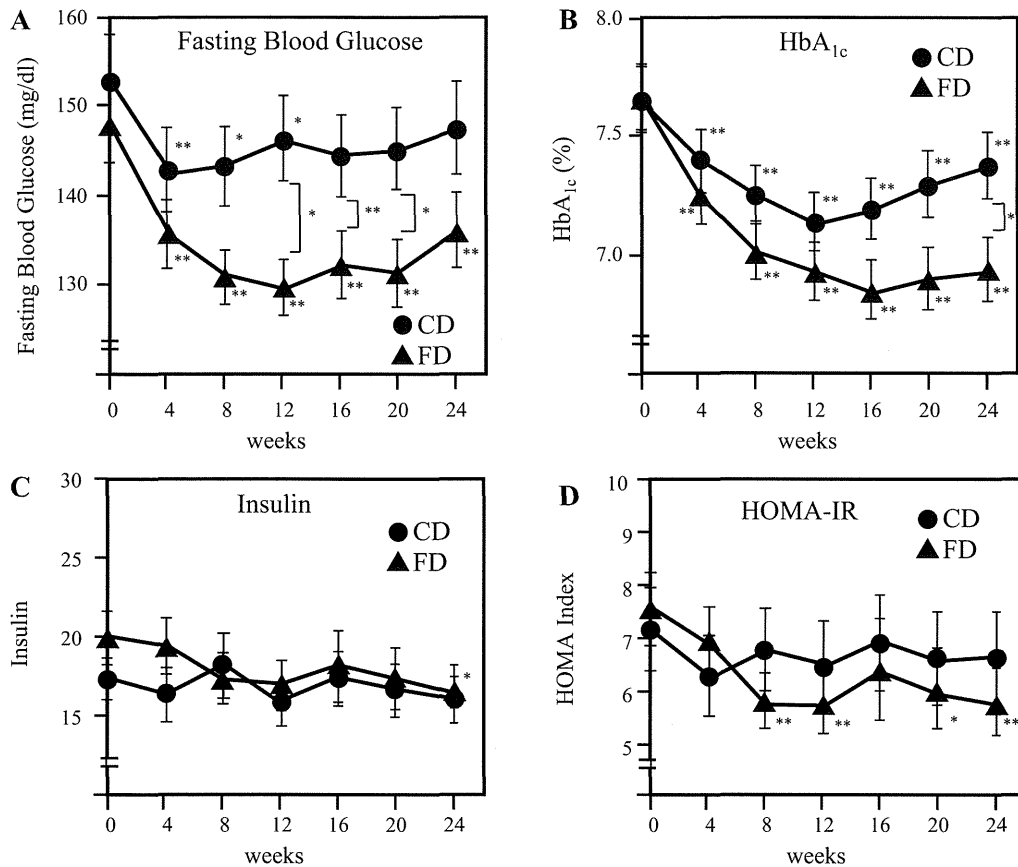 A
Fasting Blood Glucose
Fasting Blood Glucose (mg/dl)
160
150
140
130
**
*
*
*
**
*
**
**
**
**
**
**
CD
FD
0 4 8 12 16 20 24
weeks
B
HbA1c
HbA1c (%)
8.0
7.5
7.0
CD
FD
**
**
**
**
**
**
*
**
**
**
**
**
**
0 4 8 12 16 20 24
weeks
C
Insulin
Insulin
30
25
20
15
CD
FD
*
0 4 8 12 16 20 24
weeks
D
HOMA-IR
HOMA Index
10
9
8
7
6
5
CD
FD
**
**
*
**
0 4 8 12 16 20 24
weeks